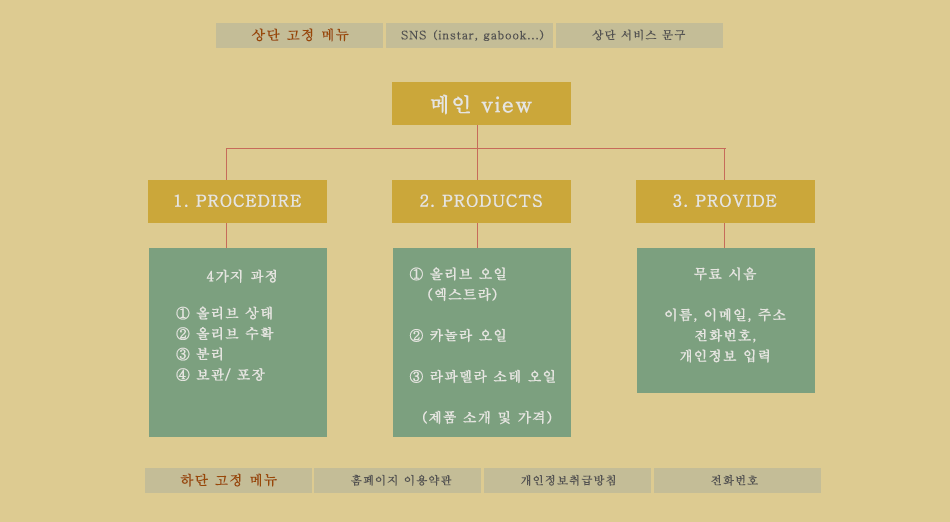 상단 고정 메뉴
SNS (instar, gabook...)
상단 서비스 문구
메인 view
1. PROCEDIRE
2. PRODUCTS
3. PROVIDE
4가지 과정
① 올리브 상태
② 올리브 수확
③ 분리
④ 보관/ 포장
① 올리브 오일
(엑스트라)
② 카놀라 오일
③ 라파델라 소테 오일
(제품 소개 및 가격)
무료 시음
이름, 이메일, 주소
전화번호,
개인정보 입력
하단 고정 메뉴
홈페이지 이용약관
개인정보취급방침
전화번호